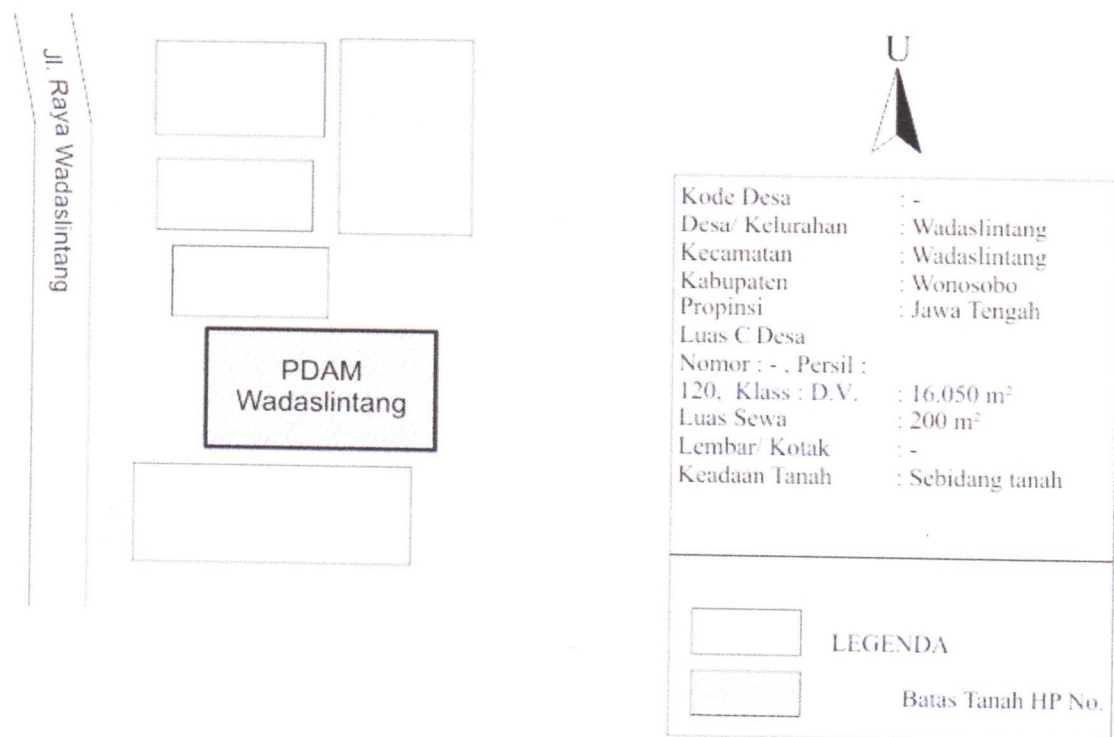 Jl. Raya Wadaslintang
PDAM
Wadaslintang
U
Kode Desa : -
Desa/ Kelurahan : Wadaslintang
Kecamatan : Wadaslintang
Kabupaten : Wonosobo
Propinsi : Jawa Tengah
Luas C Desa
Nomor : - , Persil :
120, Klass : D.V. : 16.050 m²
Luas Sewa : 200 m²
Lembar/ Kotak : -
Keadaan Tanah : Sebidang tanah
LEGENDA
Batas Tanah HP No.